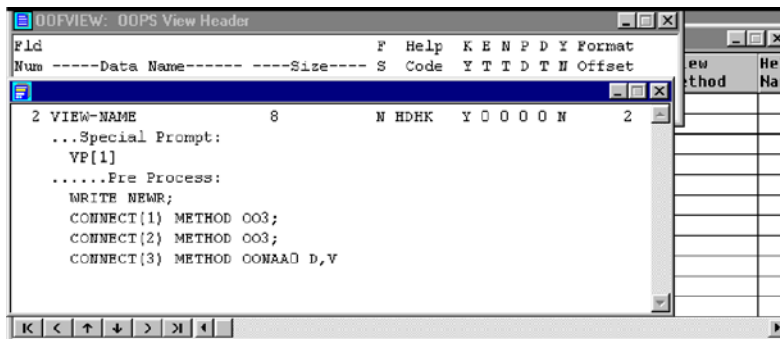 OOFVIEW: OOPS View Header
Fld F Help K E N P D Y Format
Num -----Data Name------ ----Size---- S Code Y T T D T N Offset
2 VIEW-NAME 8 N HDHK Y O O O O N 2
...Special Prompt:
VP[1]
......Pre Process:
WRITE NEWR;
CONNECT(1) METHOD OO3;
CONNECT(2) METHOD OO3;
CONNECT(3) METHOD OONAAO D,V
ew He
thod Na